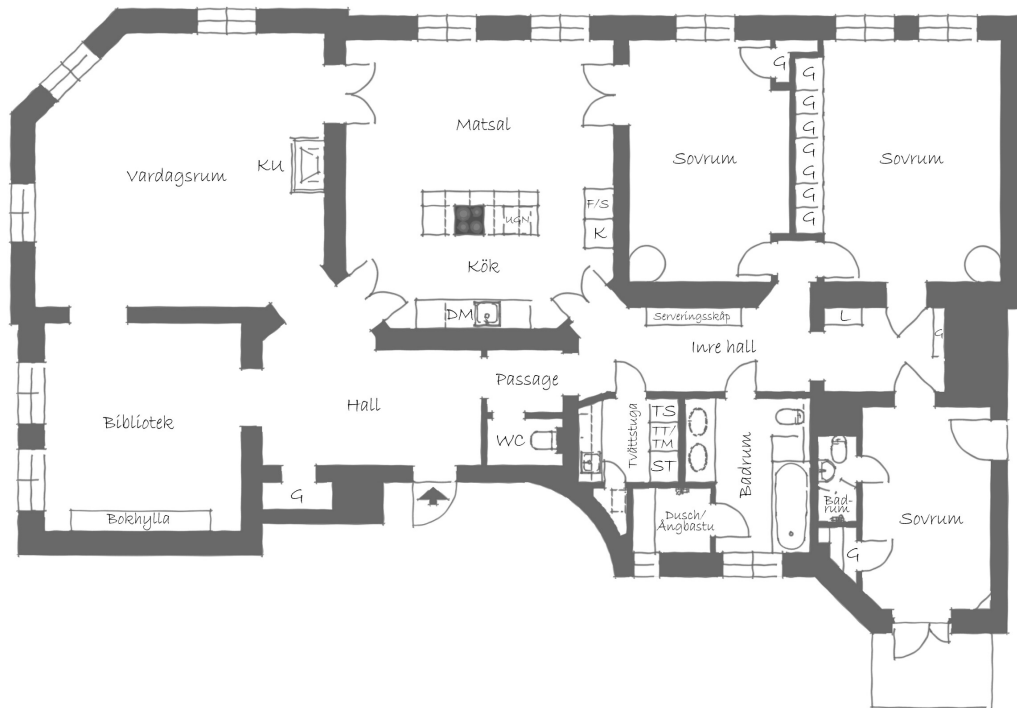 G
G
G
G
G
G
G
G
Matsal
Sovrum
Sovrum
KU
Vardagsrum
F/S
UGN
K
Kök
DM
Serveringsskåp
L
G
Inre hall
Passage
Hall
Bibliotek
WC
Tvättstuga
TS
TT/
TM
ST
Badrum
G
Bokhylla
Dusch/
Ångbastu
Bad-
rum
Sovrum
G